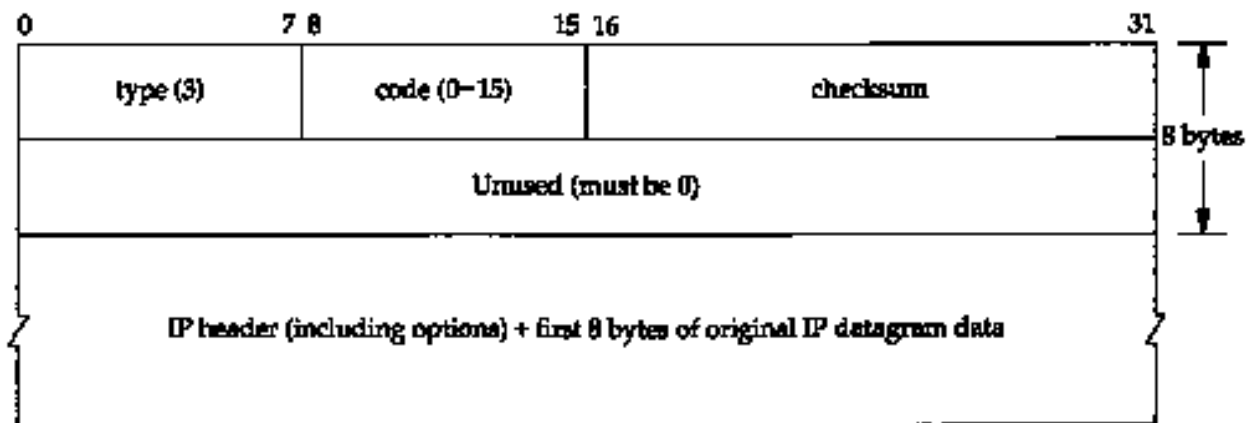 0 7 8 15 16 31
type (3) code (0-15) checksum
8 bytes
Unused (must be 0)
IP header (including options) + first 8 bytes of original IP datagram data